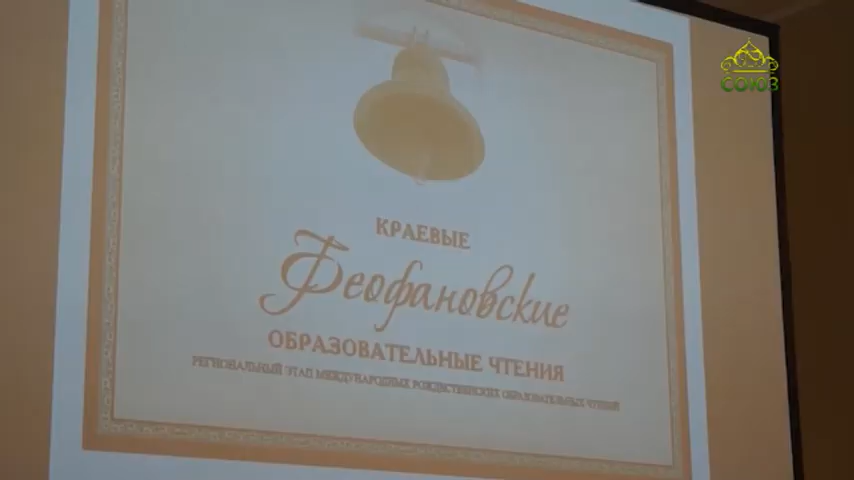 СОЮЗ
КРАЕВЫЕ
Феофановские
ОБРАЗОВАТЕЛЬНЫЕ ЧТЕНИЯ
РЕГИОНАЛЬНЫЙ ЭТАП МЕЖДУНАРОДНЫХ РОЖДЕСТВЕНСКИХ ОБРАЗОВАТЕЛЬНЫХ ЧТЕНИЙ